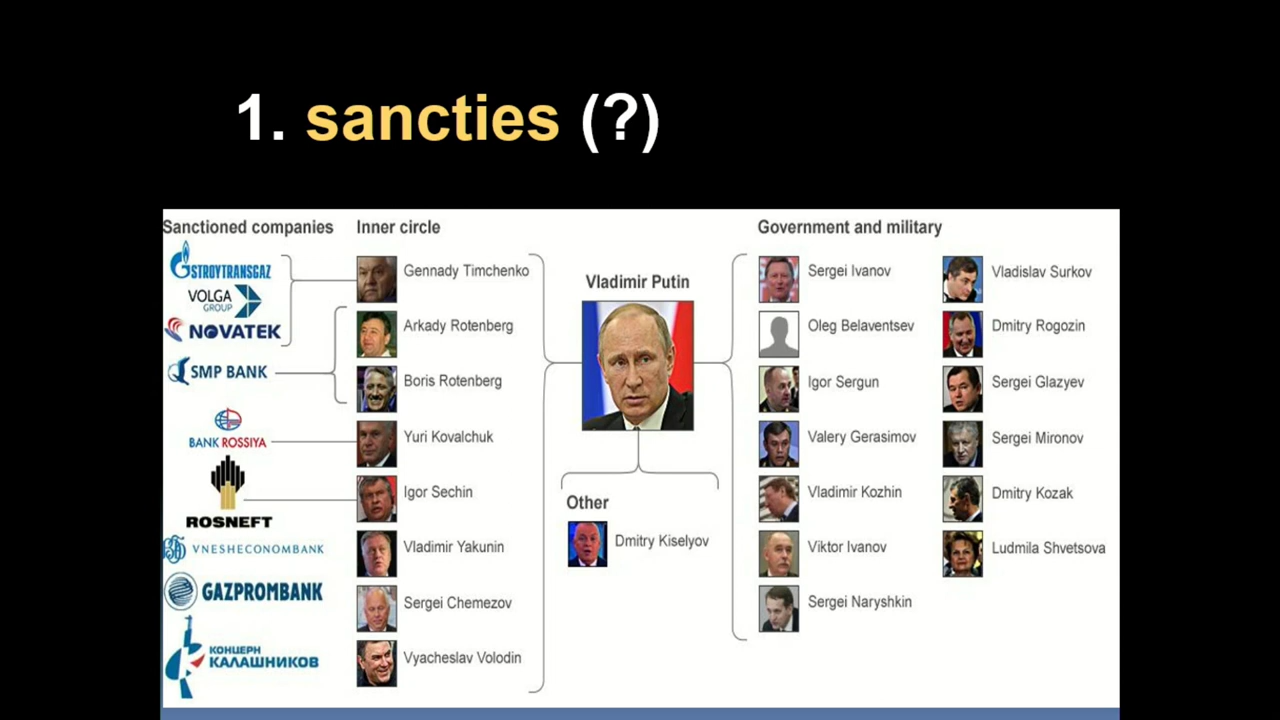 1. sancties (?)
Sanctioned companies
STROYTRANSGAZ
VOLGA
GROUP
NOVATEK
SMP BANK
BANK ROSSIYA
ROSNEFT
VNESHECONOMBANK
GAZPROMBANK
КОНЦЕРН
КАЛАШНИКОВ
Inner circle
Gennady Timchenko
Arkady Rotenberg
Boris Rotenberg
Yuri Kovalchuk
Igor Sechin
Vladimir Yakunin
Sergei Chemezov
Vyacheslav Volodin
Vladimir Putin
Other
Dmitry Kiselyov
Government and military
Sergei Ivanov
Oleg Belaventsev
Igor Sergun
Valery Gerasimov
Vladimir Kozhin
Viktor Ivanov
Sergei Naryshkin
Vladislav Surkov
Dmitry Rogozin
Sergei Glazyev
Sergei Mironov
Dmitry Kozak
Ludmila Shvetsova